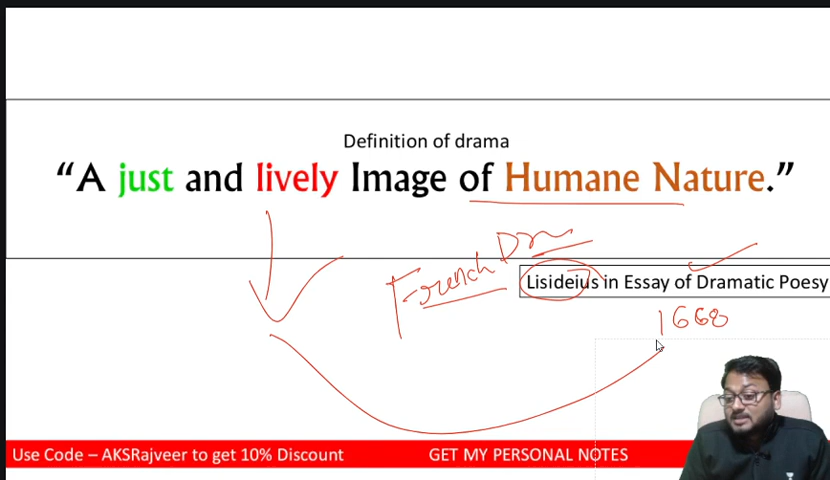 Definition of drama
“A just and lively Image of Humane Nature.”
French Dra
Lisideius in Essay of Dramatic Poesy
1668
Use Code – AKSRajveer to get 10% Discount GET MY PERSONAL NOTES